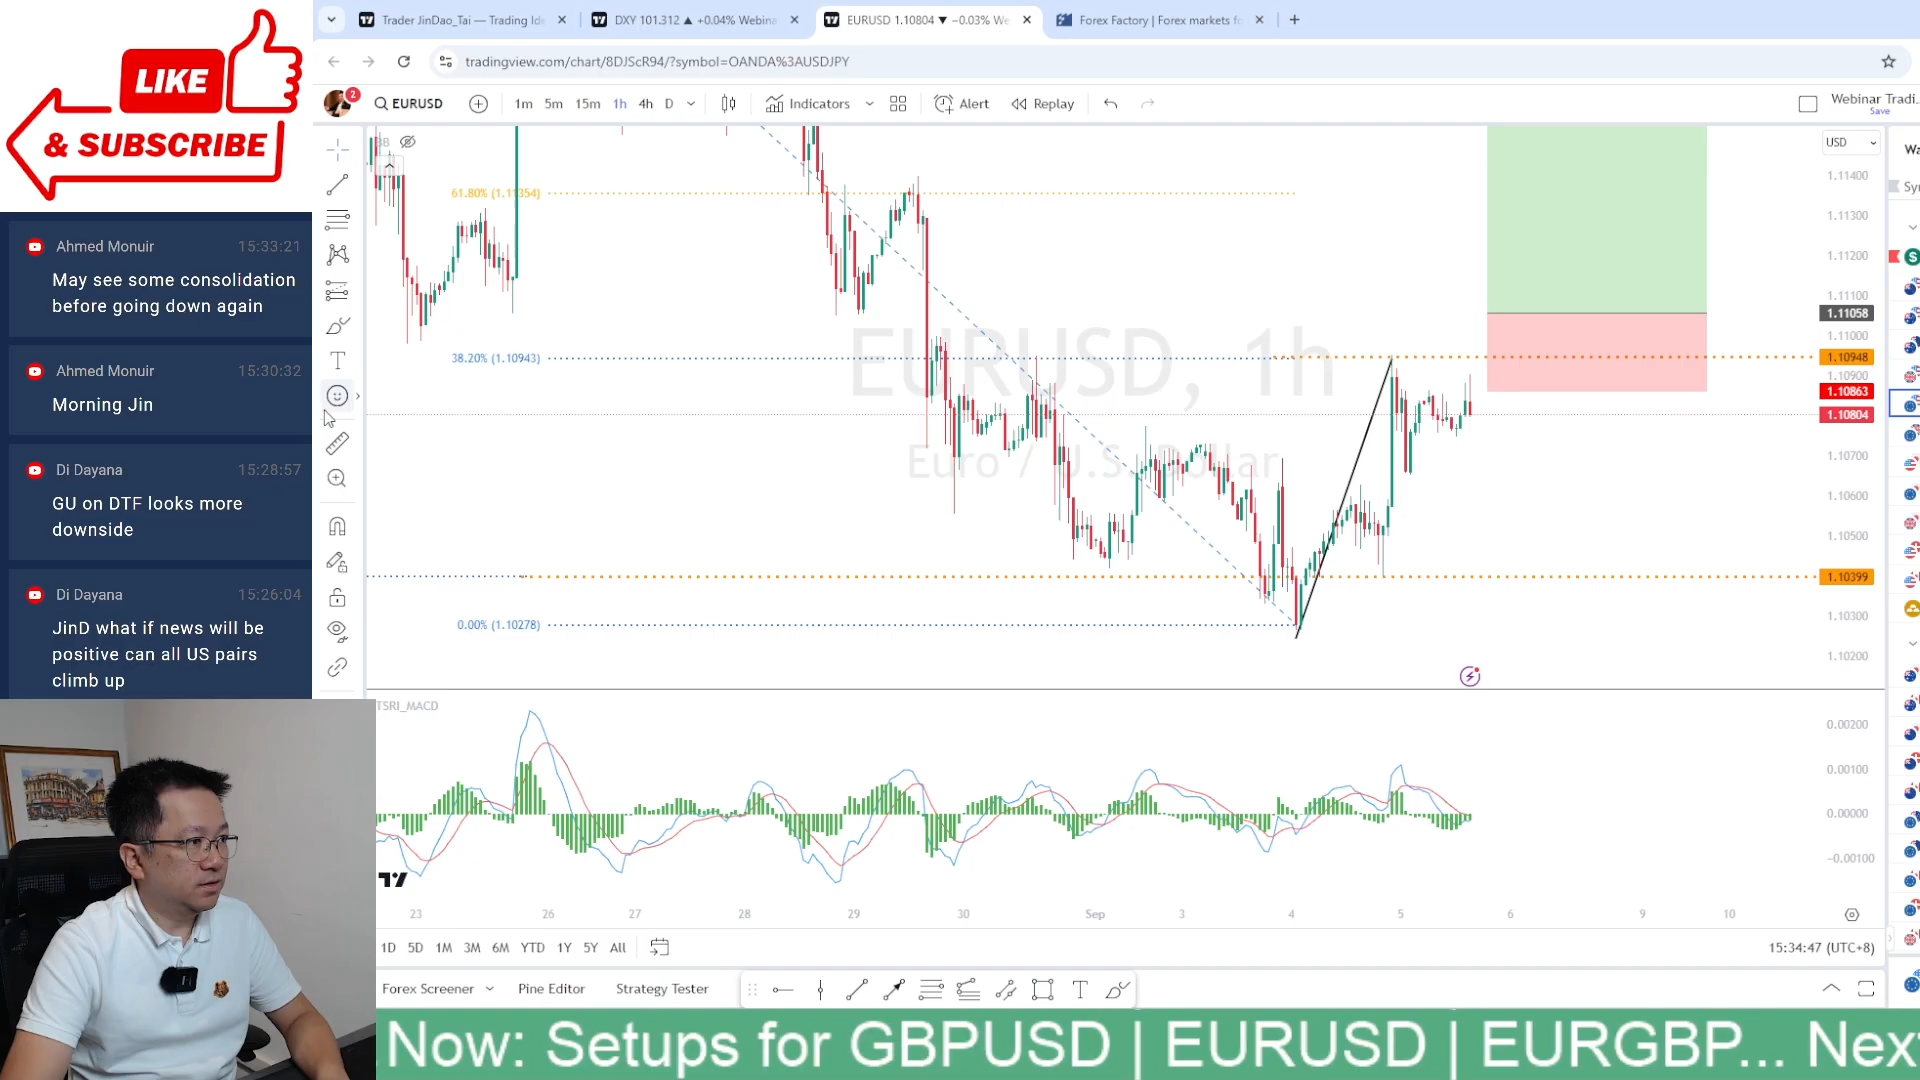 LIKE
& SUBSCRIBE
Ahmed Monuir 15:33:21
May see some consolidation
before going down again
Ahmed Monuir 15:30:32
Morning Jin
Di Dayana 15:28:57
GU on DTF looks more
downside
Di Dayana 15:26:04
JinD what if news will be
positive can all US pairs
climb up
Trader JinDao_Tai — Trading Ide
DXY 101.312 ▲ +0.04% Webina
EURUSD 1.10804 ▼ −0.03% We
Forex Factory | Forex markets fo
tradingview.com/chart/8DJScR94/?symbol=OANDA%3AUSDJPY
2
EURUSD
1m 5m 15m 1h 4h D
Indicators
Alert
Replay
Webinar Tradi...
Save
BB
USD
61.80% (1.11354)
38.20% (1.10943)
0.00% (1.10278)
EURUSD, 1h
Euro / U.S. Dollar
1.11400
1.11300
1.11200
1.11100
1.11058
1.11000
1.10948
1.10900
1.10863
1.10804
1.10700
1.10600
1.10500
1.10399
1.10300
1.10200
Wa
Sy
TSRI_MACD
0.00200
0.00100
0.00000
−0.00100
23 26 27 28 29 30 Sep 3 4 5 6 9 10
1D 5D 1M 3M 6M YTD 1Y 5Y All
15:34:47 (UTC+8)
Forex Screener
Pine Editor
Strategy Tester
Now: Setups for GBPUSD | EURUSD | EURGBP... Nex